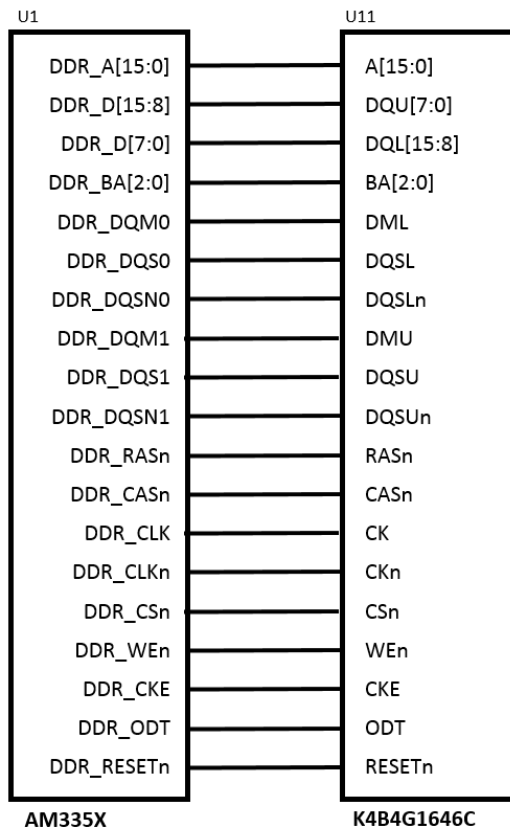 U1 U11
DDR_A[15:0] A[15:0]
DDR_D[15:8] DQU[7:0]
DDR_D[7:0] DQL[15:8]
DDR_BA[2:0] BA[2:0]
DDR_DQM0 DML
DDR_DQS0 DQSL
DDR_DQSN0 DQSLn
DDR_DQM1 DMU
DDR_DQS1 DQSU
DDR_DQSN1 DQSUn
DDR_RASn RASn
DDR_CASn CASn
DDR_CLK CK
DDR_CLKn CKn
DDR_CSn CSn
DDR_WEn WEn
DDR_CKE CKE
DDR_ODT ODT
DDR_RESETn RESETn
AM335X K4B4G1646C